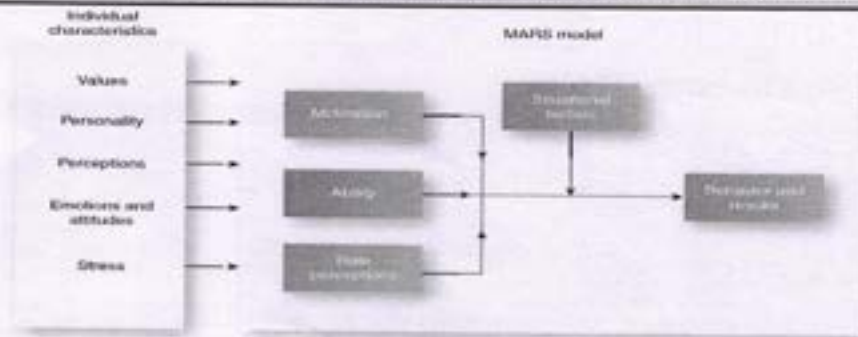 Individual
characteristics
MARS model
Values
Personality
Perceptions
Emotions and
attitudes
Stress
Motivation
Ability
Role
perceptions
Situational
factors
Behavior and
results